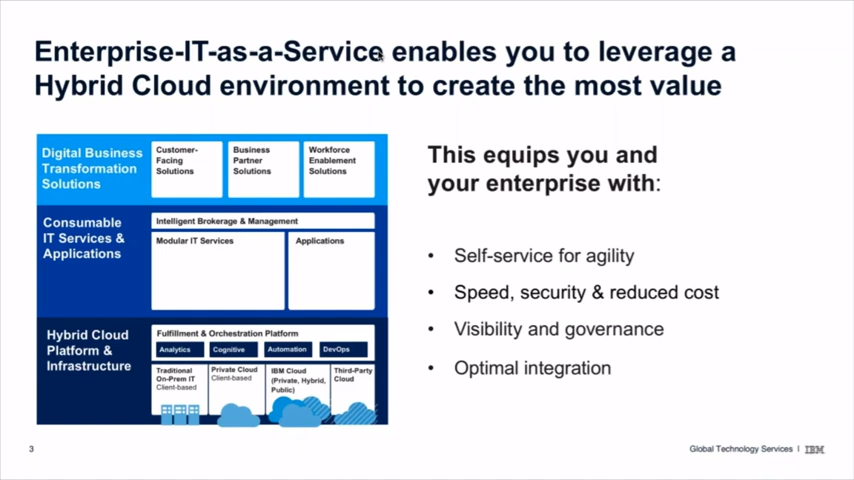 Enterprise-IT-as-a-Service enables you to leverage a
Hybrid Cloud environment to create the most value
Digital Business
Transformation
Solutions
Customer-
Facing
Solutions
Business
Partner
Solutions
Workforce
Enablement
Solutions
Consumable
IT Services &
Applications
Intelligent Brokerage & Management
Modular IT Services
Applications
Hybrid Cloud
Platform &
Infrastructure
Fulfillment & Orchestration Platform
Analytics
Cognitive
Automation
DevOps
Traditional
On-Prem IT
Client-based
Private Cloud
Client-based
IBM Cloud
(Private, Hybrid,
Public)
Third-Party
Cloud
This equips you and
your enterprise with:
• Self-service for agility
• Speed, security & reduced cost
• Visibility and governance
• Optimal integration
3
Global Technology Services | IBM